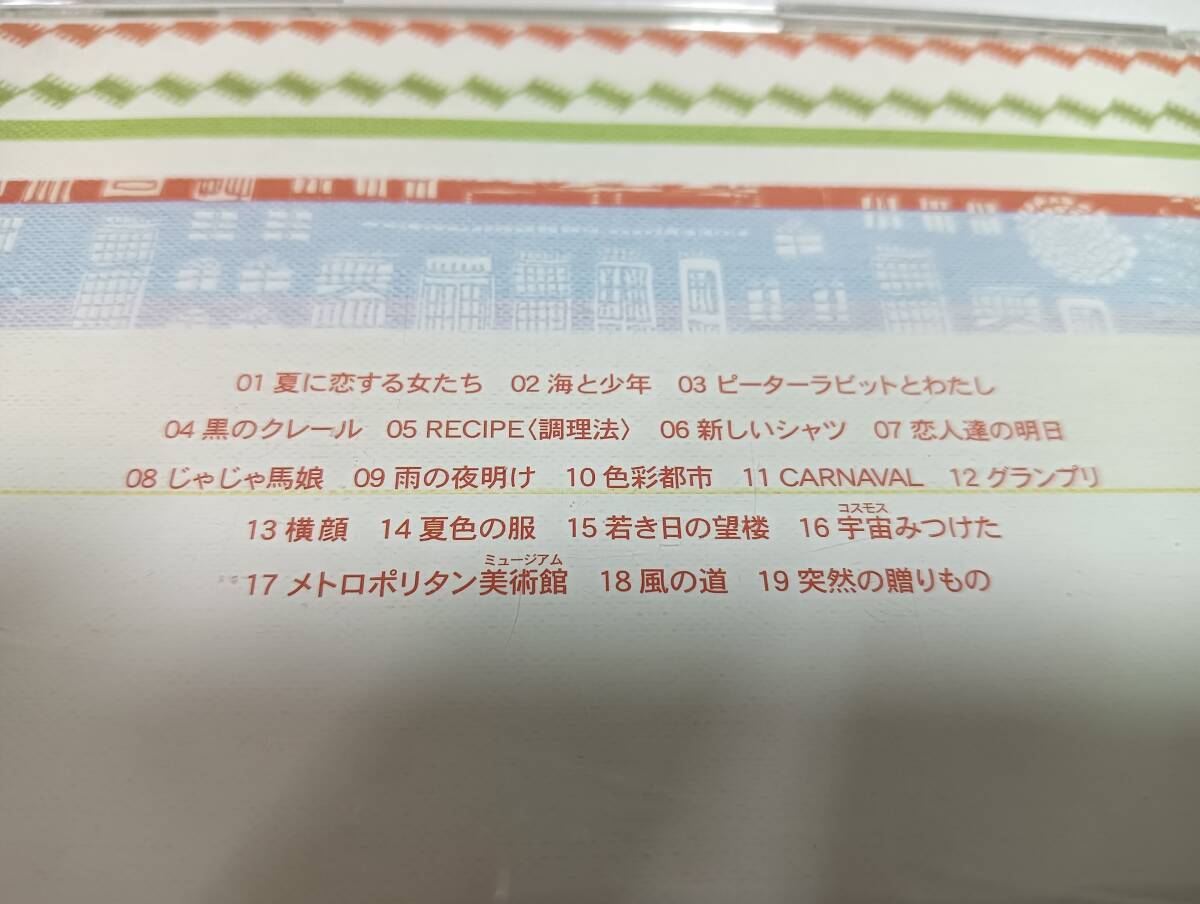 01 夏に恋する女たち 02 海と少年 03 ピーターラビットとわたし
04 黒のクレール 05 RECIPE〈調理法〉 06 新しいシャツ 07 恋人達の明日
08 じゃじゃ馬娘 09 雨の夜明け 10 色彩都市 11 CARNAVAL 12 グランプリ
コスモス
13 横顔 14 夏色の服 15 若き日の望楼 16 宇宙みつけた
ミュージアム
17 メトロポリタン美術館 18 風の道 19 突然の贈りもの